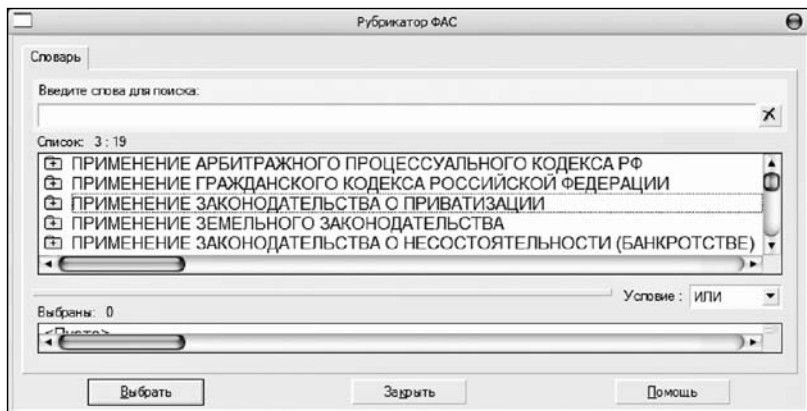 Рубрикатор ФАС
Словарь
Введите слова для поиска:
Список: 3 : 19
ПРИМЕНЕНИЕ АРБИТРАЖНОГО ПРОЦЕССУАЛЬНОГО КОДЕКСА РФ
ПРИМЕНЕНИЕ ГРАЖДАНСКОГО КОДЕКСА РОССИЙСКОЙ ФЕДЕРАЦИИ
ПРИМЕНЕНИЕ ЗАКОНОДАТЕЛЬСТВА О ПРИВАТИЗАЦИИ
ПРИМЕНЕНИЕ ЗЕМЕЛЬНОГО ЗАКОНОДАТЕЛЬСТВА
ПРИМЕНЕНИЕ ЗАКОНОДАТЕЛЬСТВА О НЕСОСТОЯТЕЛЬНОСТИ (БАНКРОТСТВЕ)
Условие : ИЛИ
Выбраны: 0
<Пусто>
Выбрать Закрыть Помощь